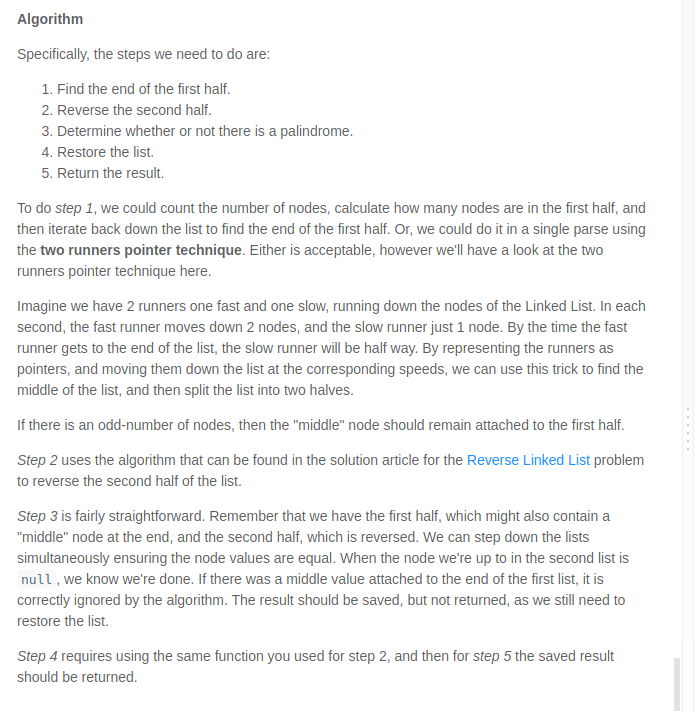 Algorithm
Specifically, the steps we need to do are:
1. Find the end of the first half.
2. Reverse the second half.
3. Determine whether or not there is a palindrome.
4. Restore the list.
5. Return the result.
To do step 1, we could count the number of nodes, calculate how many nodes are in the first half, and
then iterate back down the list to find the end of the first half. Or, we could do it in a single parse using
the two runners pointer technique. Either is acceptable, however we'll have a look at the two
runners pointer technique here.
Imagine we have 2 runners one fast and one slow, running down the nodes of the Linked List. In each
second, the fast runner moves down 2 nodes, and the slow runner just 1 node. By the time the fast
runner gets to the end of the list, the slow runner will be half way. By representing the runners as
pointers, and moving them down the list at the corresponding speeds, we can use this trick to find the
middle of the list, and then split the list into two halves.
If there is an odd-number of nodes, then the "middle" node should remain attached to the first half.
Step 2 uses the algorithm that can be found in the solution article for the Reverse Linked List problem
to reverse the second half of the list.
Step 3 is fairly straightforward. Remember that we have the first half, which might also contain a
"middle" node at the end, and the second half, which is reversed. We can step down the lists
simultaneously ensuring the node values are equal. When the node we're up to in the second list is
null , we know we're done. If there was a middle value attached to the end of the first list, it is
correctly ignored by the algorithm. The result should be saved, but not returned, as we still need to
restore the list.
Step 4 requires using the same function you used for step 2, and then for step 5 the saved result
should be returned.